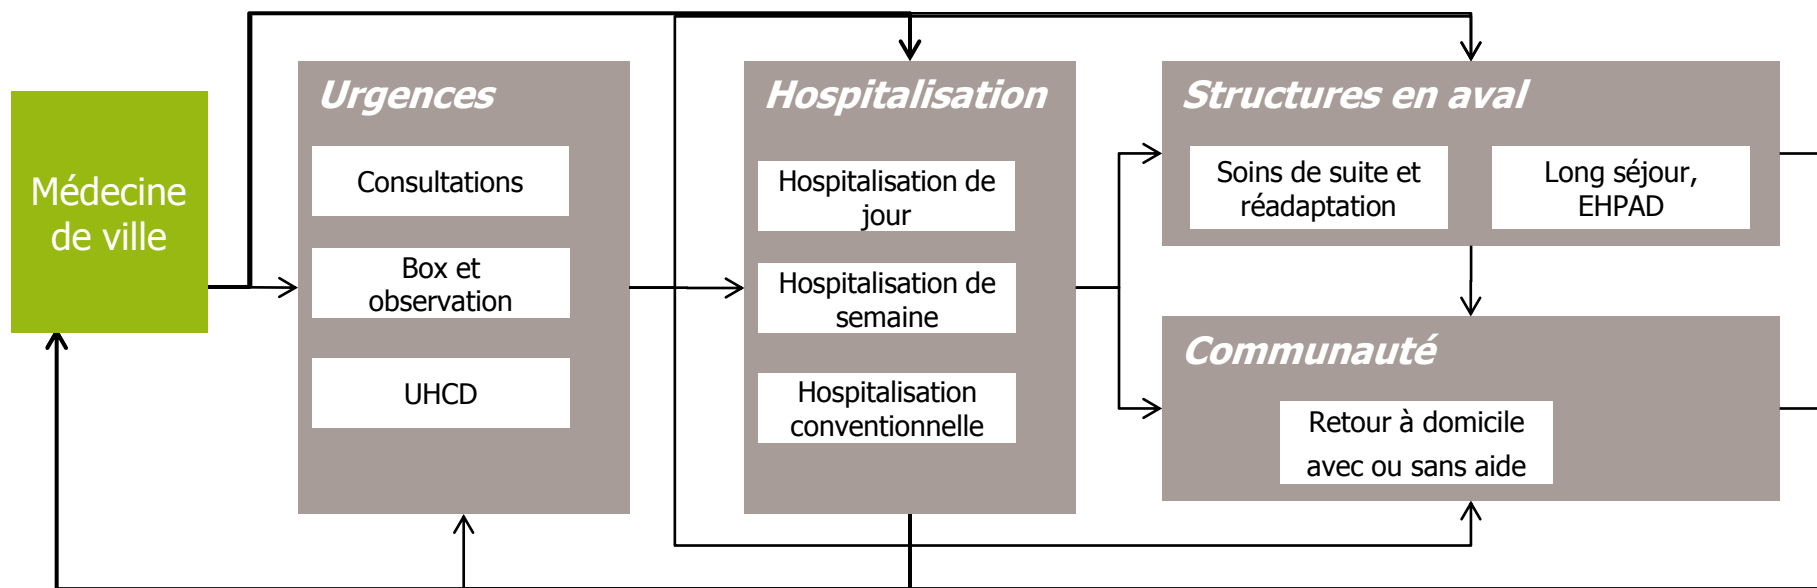 Médecine
de ville
Urgences
Consultations
Box et
observation
UHCD
Hospitalisation
Hospitalisation de
jour
Hospitalisation de
semaine
Hospitalisation
conventionnelle
Structures en aval
Soins de suite et
réadaptation
Long séjour,
EHPAD
Communauté
Retour à domicile
avec ou sans aide